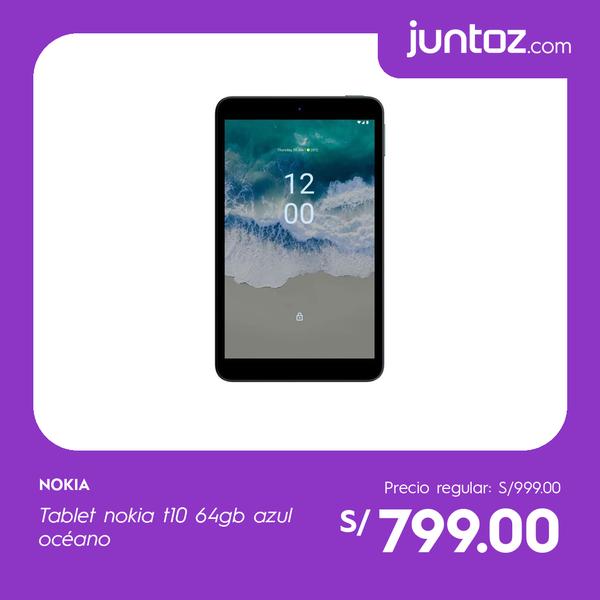 juntoz.com
12
00
NOKIA
Tablet nokia t10 64gb azul
océano
Precio regular: S/999.00
S/799.00